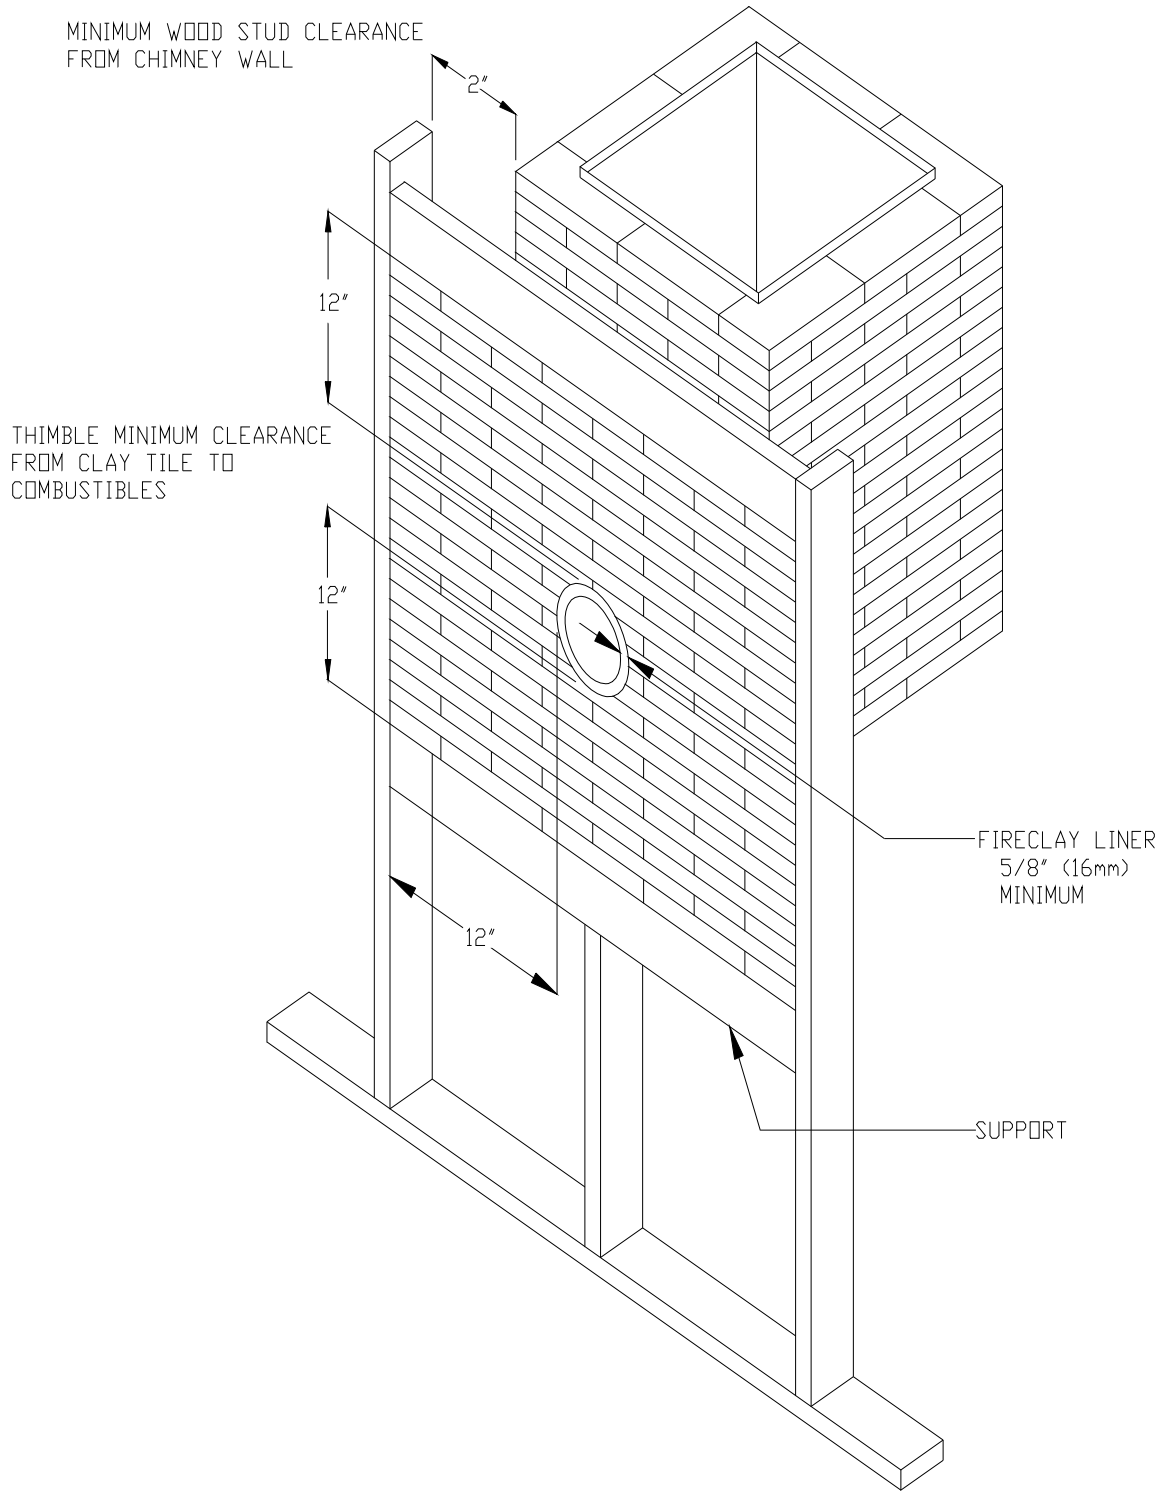 MINIMUM WOOD STUD CLEARANCE
FROM CHIMNEY WALL
2"
12"
THIMBLE MINIMUM CLEARANCE
FROM CLAY TILE TO
COMBUSTIBLES
12"
FIRECLAY LINER
5/8" (16mm)
MINIMUM
12"
SUPPORT